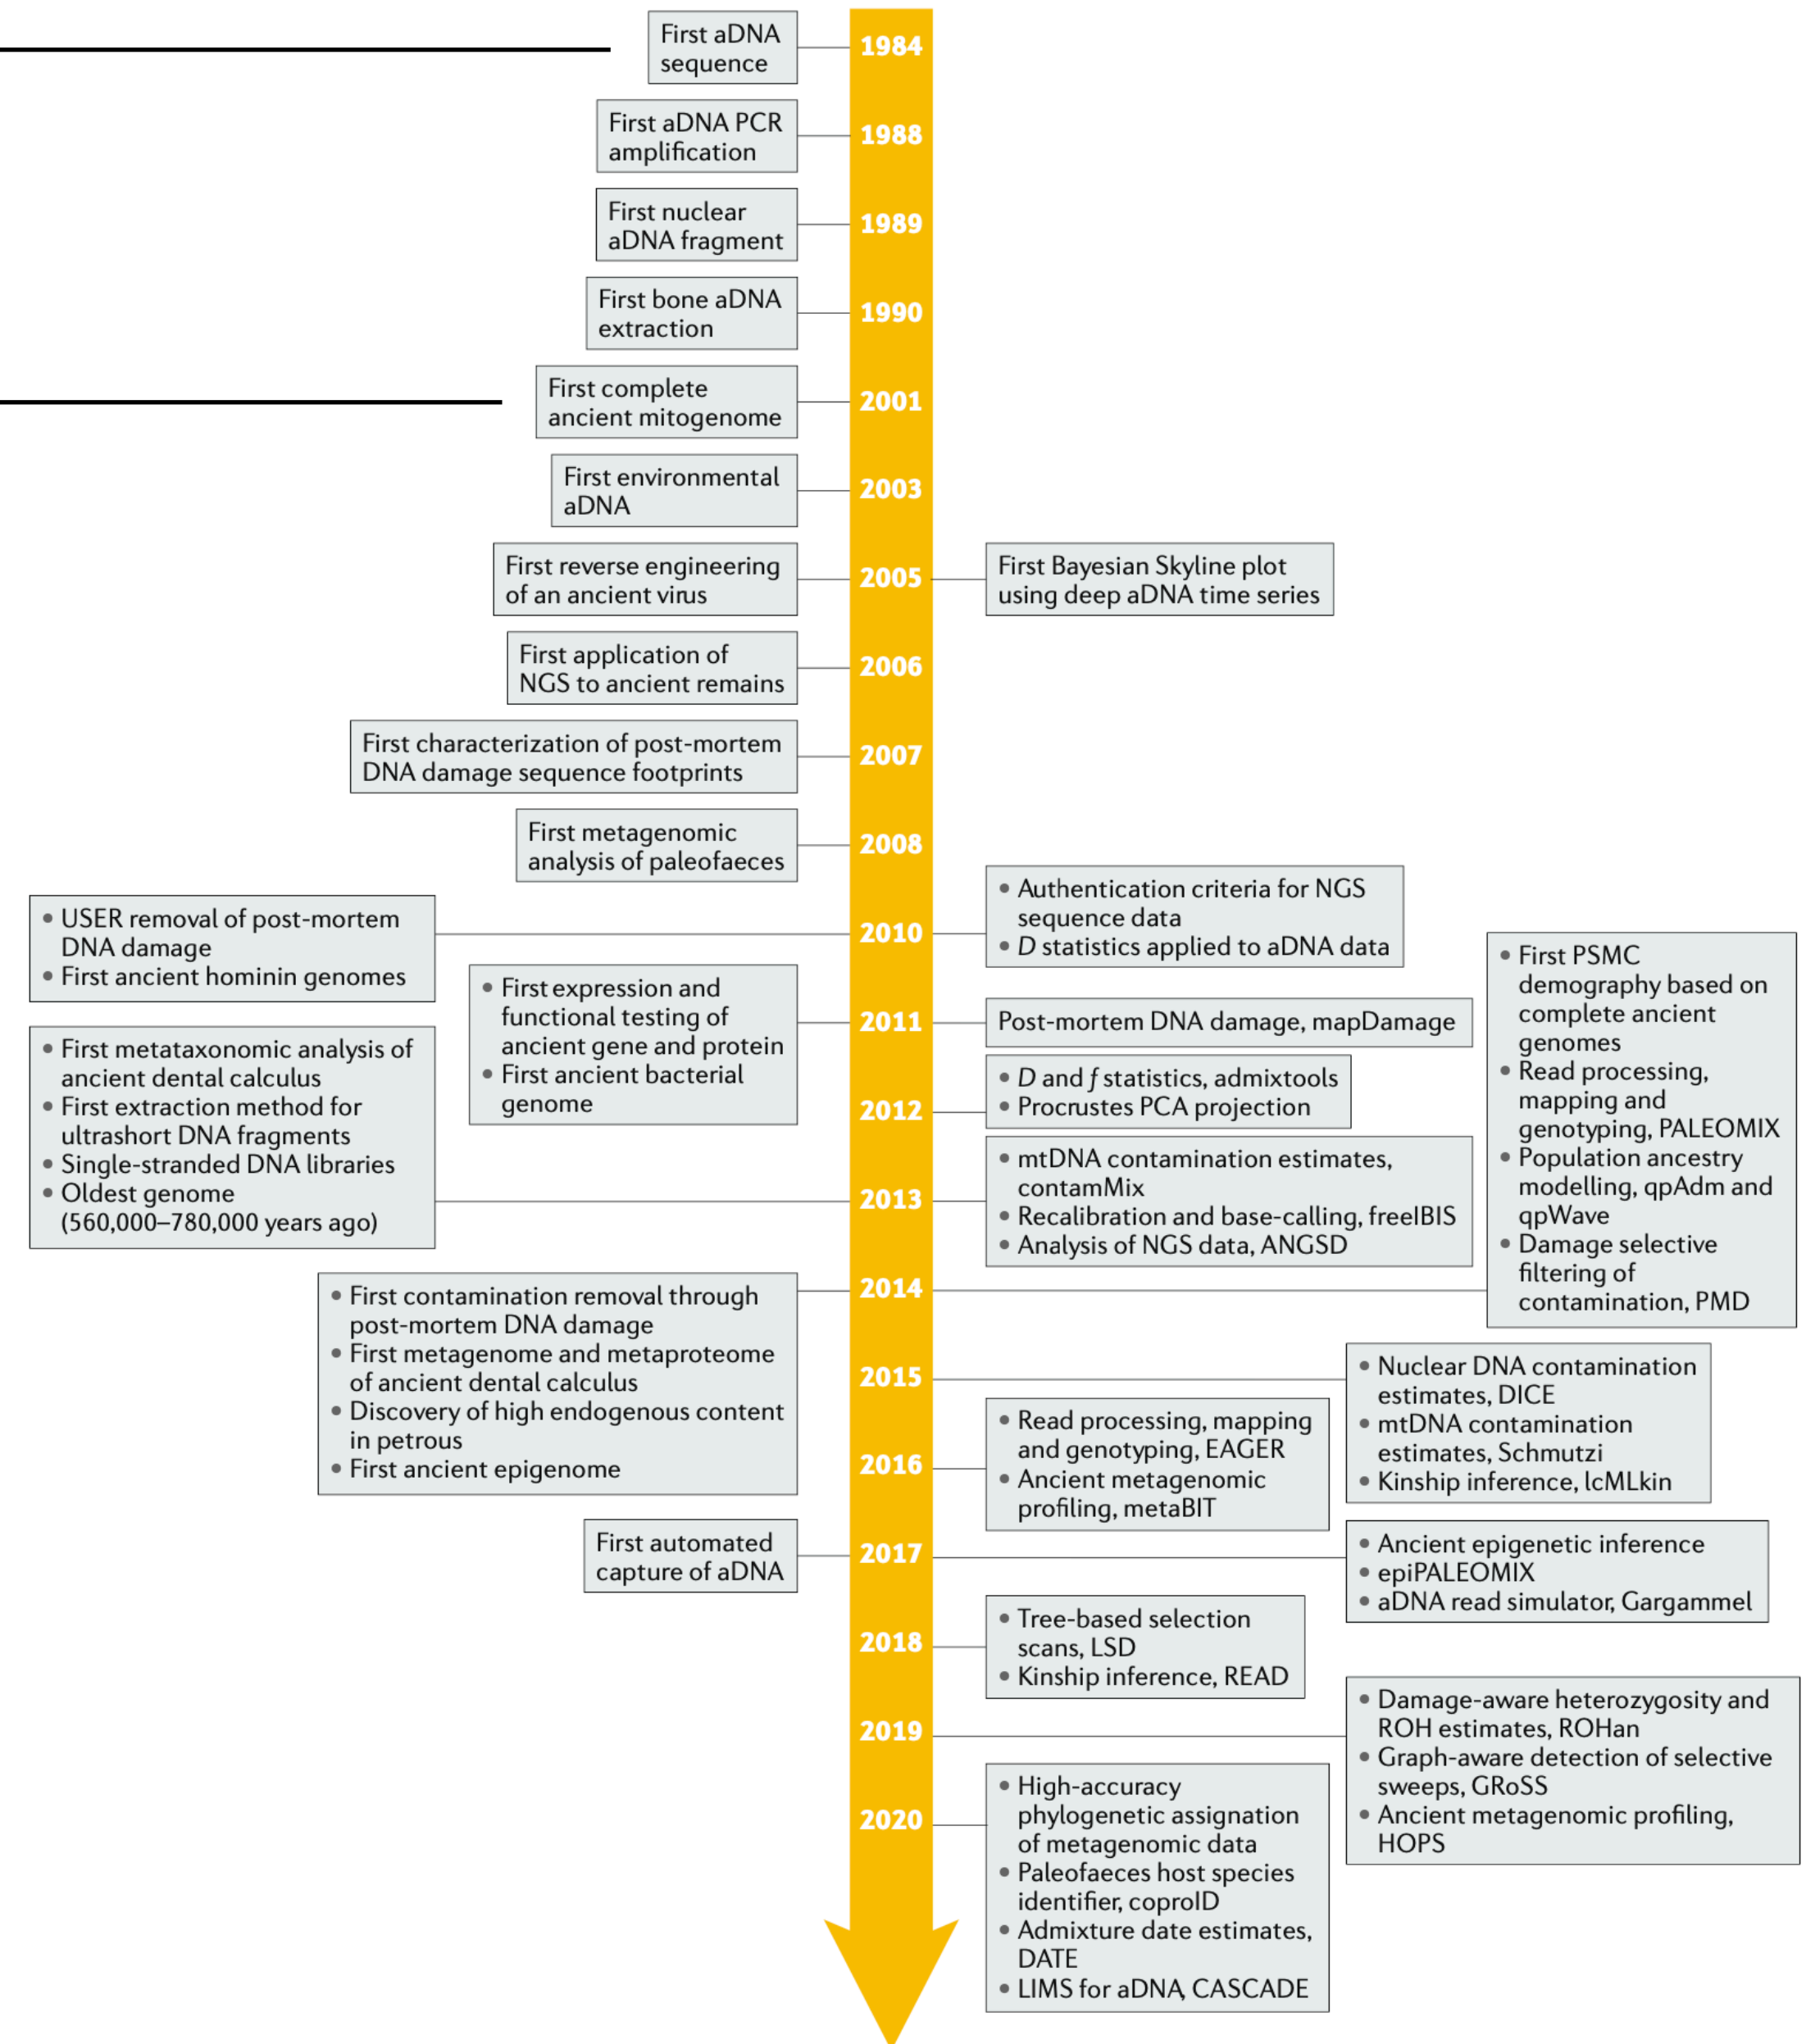 First aDNA
sequence
1984
First aDNA PCR
amplification
1988
First nuclear
aDNA fragment
1989
First bone aDNA
extraction
1990
First complete
ancient mitogenome
2001
First environmental
aDNA
2003
First reverse engineering
of an ancient virus
2005
First Bayesian Skyline plot
using deep aDNA time series
First application of
NGS to ancient remains
2006
First characterization of post-mortem
DNA damage sequence footprints
2007
First metagenomic
analysis of paleofaeces
2008
• USER removal of post-mortem
DNA damage
• First ancient hominin genomes
2010
• Authentication criteria for NGS
sequence data
• D statistics applied to aDNA data
• First expression and
functional testing of
ancient gene and protein
• First ancient bacterial
genome
2011
Post-mortem DNA damage, mapDamage
2012
• D and f statistics, admixtools
• Procrustes PCA projection
• First metataxonomic analysis of
ancient dental calculus
• First extraction method for
ultrashort DNA fragments
• Single-stranded DNA libraries
• Oldest genome
(560,000–780,000 years ago)
2013
• mtDNA contamination estimates,
contamMix
• Recalibration and base-calling, freeIBIS
• Analysis of NGS data, ANGSD
• First contamination removal through
post-mortem DNA damage
• First metagenome and metaproteome
of ancient dental calculus
• Discovery of high endogenous content
in petrous
• First ancient epigenome
2014
• First PSMC
demography based on
complete ancient
genomes
• Read processing,
mapping and
genotyping, PALEOMIX
• Population ancestry
modelling, qpAdm and
qpWave
• Damage selective
filtering of
contamination, PMD
2015
• Nuclear DNA contamination
estimates, DICE
• mtDNA contamination
estimates, Schmutzi
• Kinship inference, lcMLkin
2016
• Read processing, mapping
and genotyping, EAGER
• Ancient metagenomic
profiling, metaBIT
First automated
capture of aDNA
2017
• Ancient epigenetic inference
• epiPALEOMIX
• aDNA read simulator, Gargammel
2018
• Tree-based selection
scans, LSD
• Kinship inference, READ
2019
• Damage-aware heterozygosity and
ROH estimates, ROHan
• Graph-aware detection of selective
sweeps, GRoSS
• Ancient metagenomic profiling,
HOPS
2020
• High-accuracy
phylogenetic assignation
of metagenomic data
• Paleofaeces host species
identifier, coproID
• Admixture date estimates,
DATE
• LIMS for aDNA, CASCADE